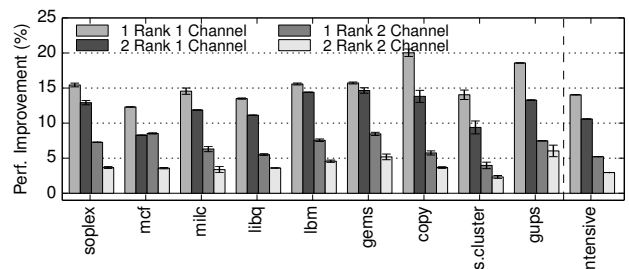 Perf. Improvement (%)
25
20
15
10
5
0
1 Rank 1 Channel
2 Rank 1 Channel
1 Rank 2 Channel
2 Rank 2 Channel
soplex
mcf
milc
libq
lbm
gems
copy
s.cluster
gups
intensive